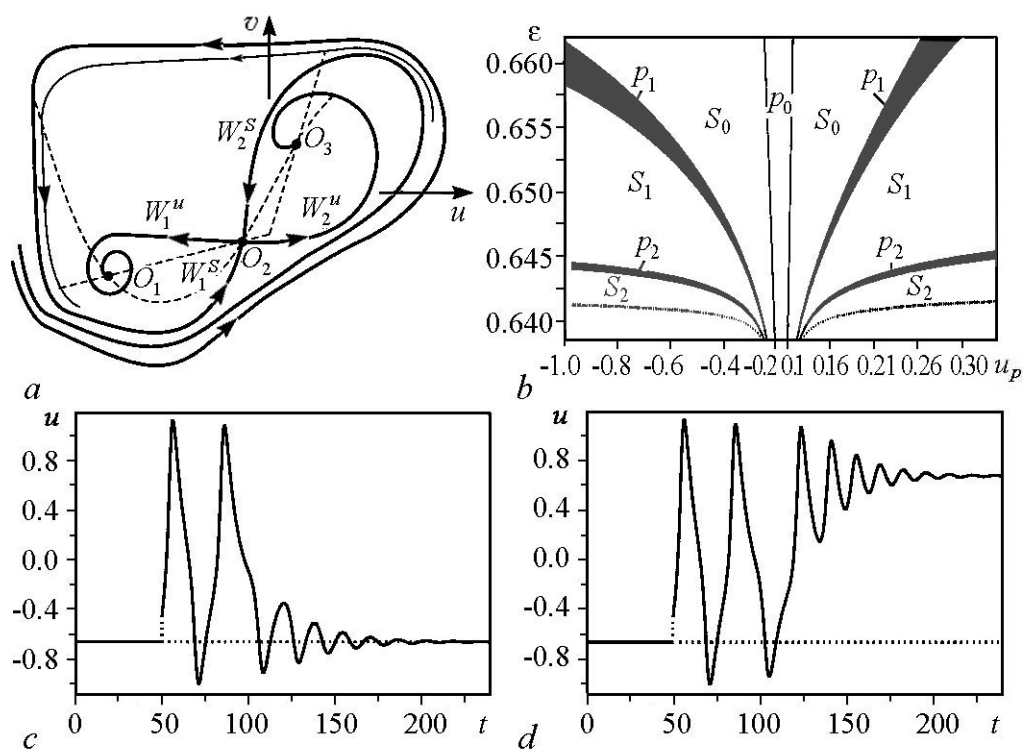 v
W₂ˢ
O₃
W₁ᵘ
W₂ᵘ
u
O₂
W₁ˢ
O₁
a
ε
0.660
0.655
0.650
0.645
0.640
p₁
p₀
p₁
S₀
S₀
S₁
S₁
p₂
p₂
S₂
S₂
-1.0 -0.8 -0.6 -0.4 -0.2 0.1 0.16 0.21 0.26 0.30 uₚ
b
u
0.8
0.4
0.0
-0.4
-0.8
0 50 100 150 200 t
c
u
0.8
0.4
0.0
-0.4
-0.8
0 50 100 150 200 t
d